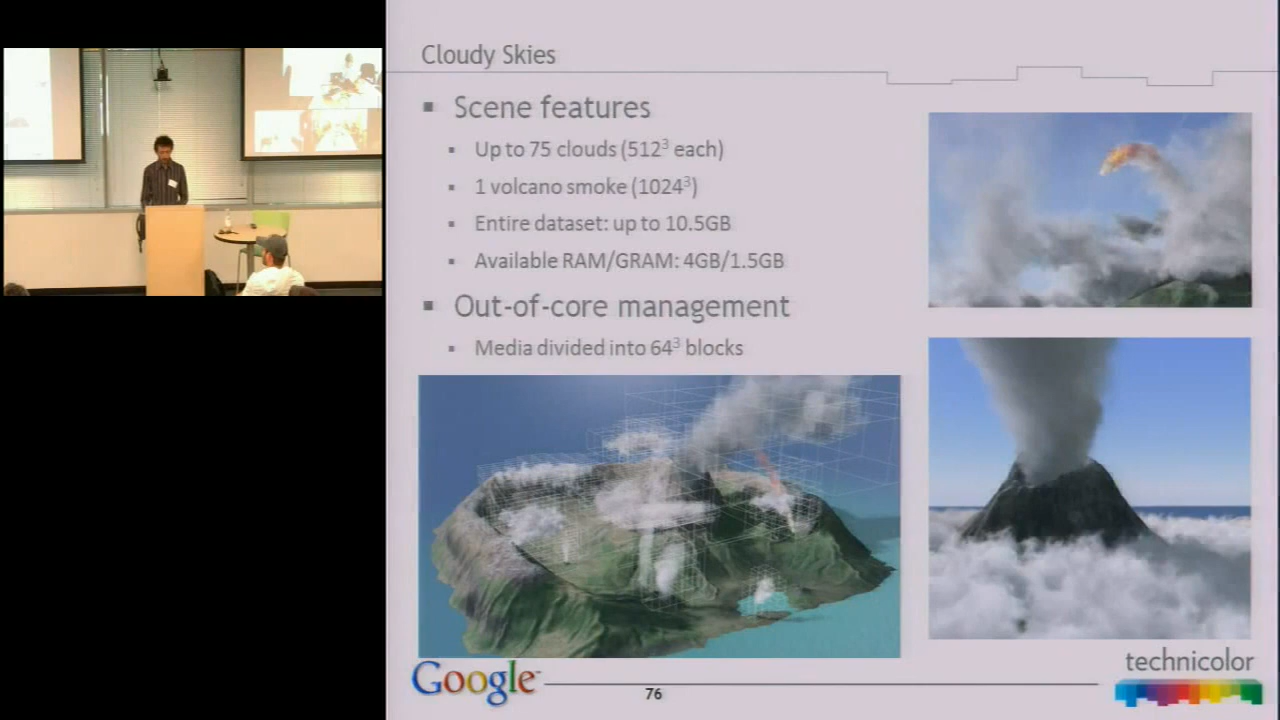 Cloudy Skies
▪ Scene features
▪ Up to 75 clouds (512³ each)
▪ 1 volcano smoke (1024³)
▪ Entire dataset: up to 10.5GB
▪ Available RAM/GRAM: 4GB/1.5GB
▪ Out-of-core management
▪ Media divided into 64³ blocks
Google
76
technicolor